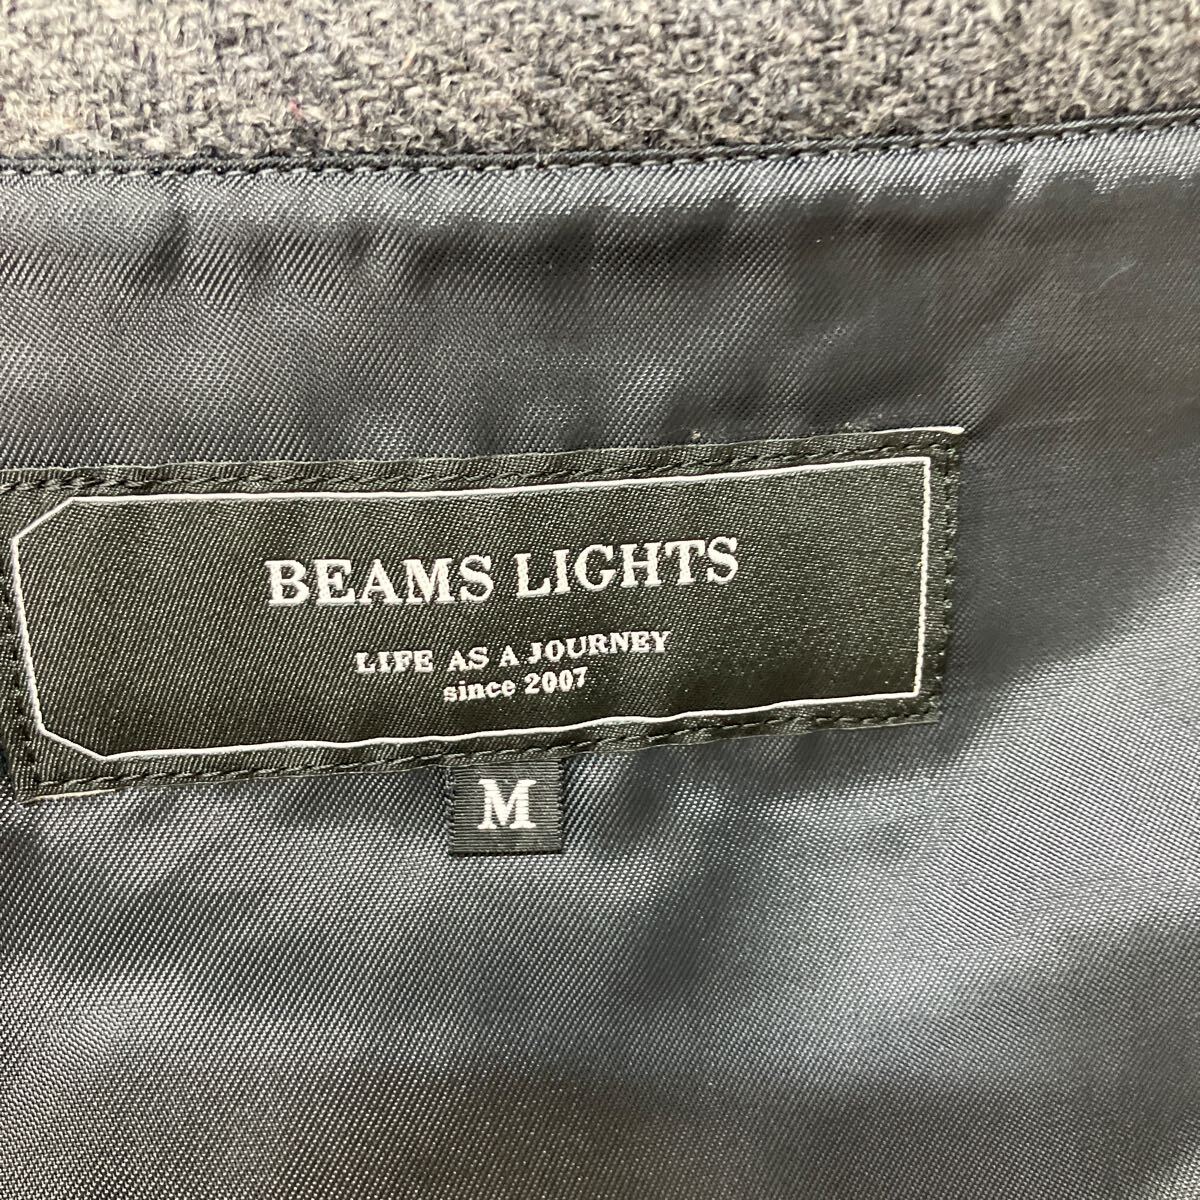 BEAMS LIGHTS
LIFE AS A JOURNEY
since 2007
M